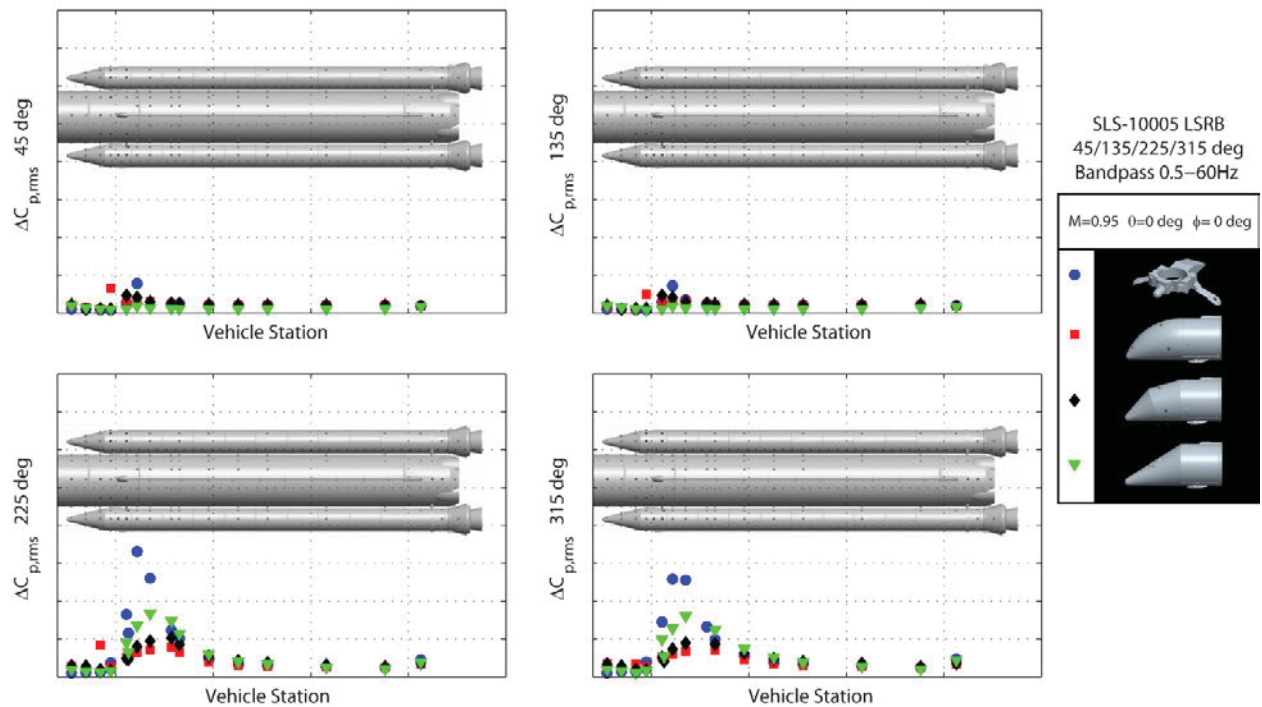 45 deg
ΔC p,rms
Vehicle Station
135 deg
ΔC p,rms
Vehicle Station
225 deg
ΔC p,rms
Vehicle Station
315 deg
ΔC p,rms
Vehicle Station
SLS-10005 LSRB
45/135/225/315 deg
Bandpass 0.5–60Hz
M=0.95 θ=0 deg ϕ= 0 deg